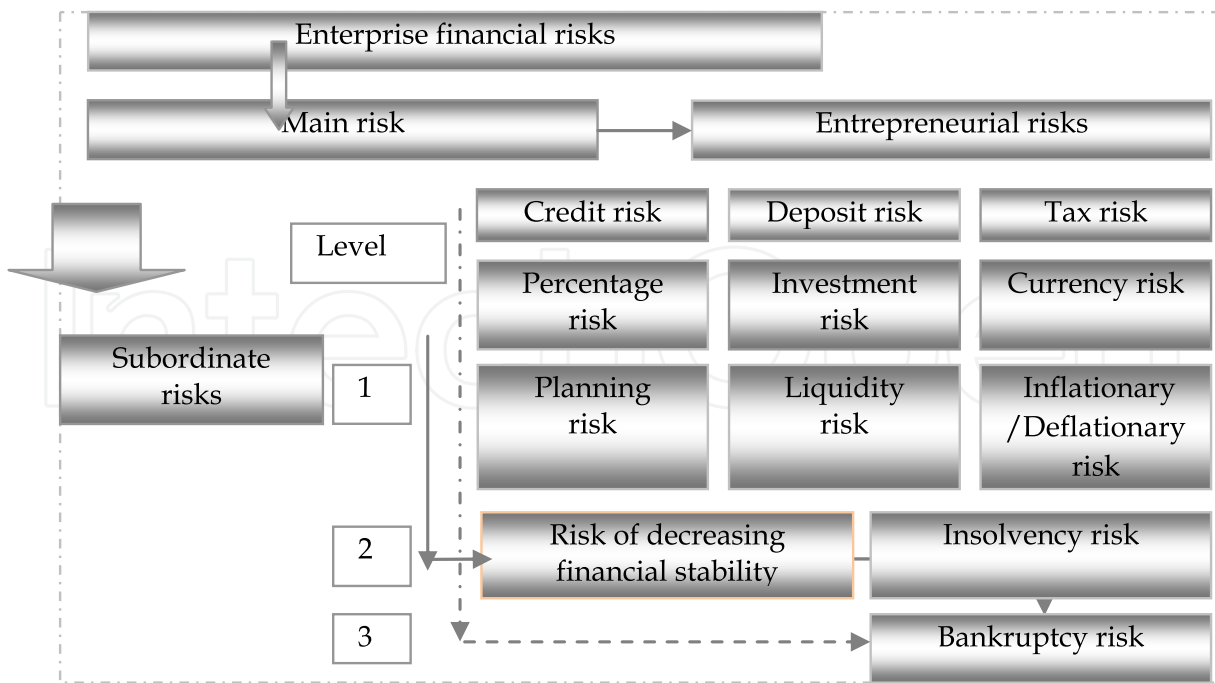 Enterprise financial risks
Main risk
Entrepreneurial risks
Level
Credit risk
Deposit risk
Tax risk
Percentage
risk
Investment
risk
Currency risk
Subordinate
risks
1
Planning
risk
Liquidity
risk
Inflationary
/Deflationary
risk
2
Risk of decreasing
financial stability
Insolvency risk
3
Bankruptcy risk
IntechOpen